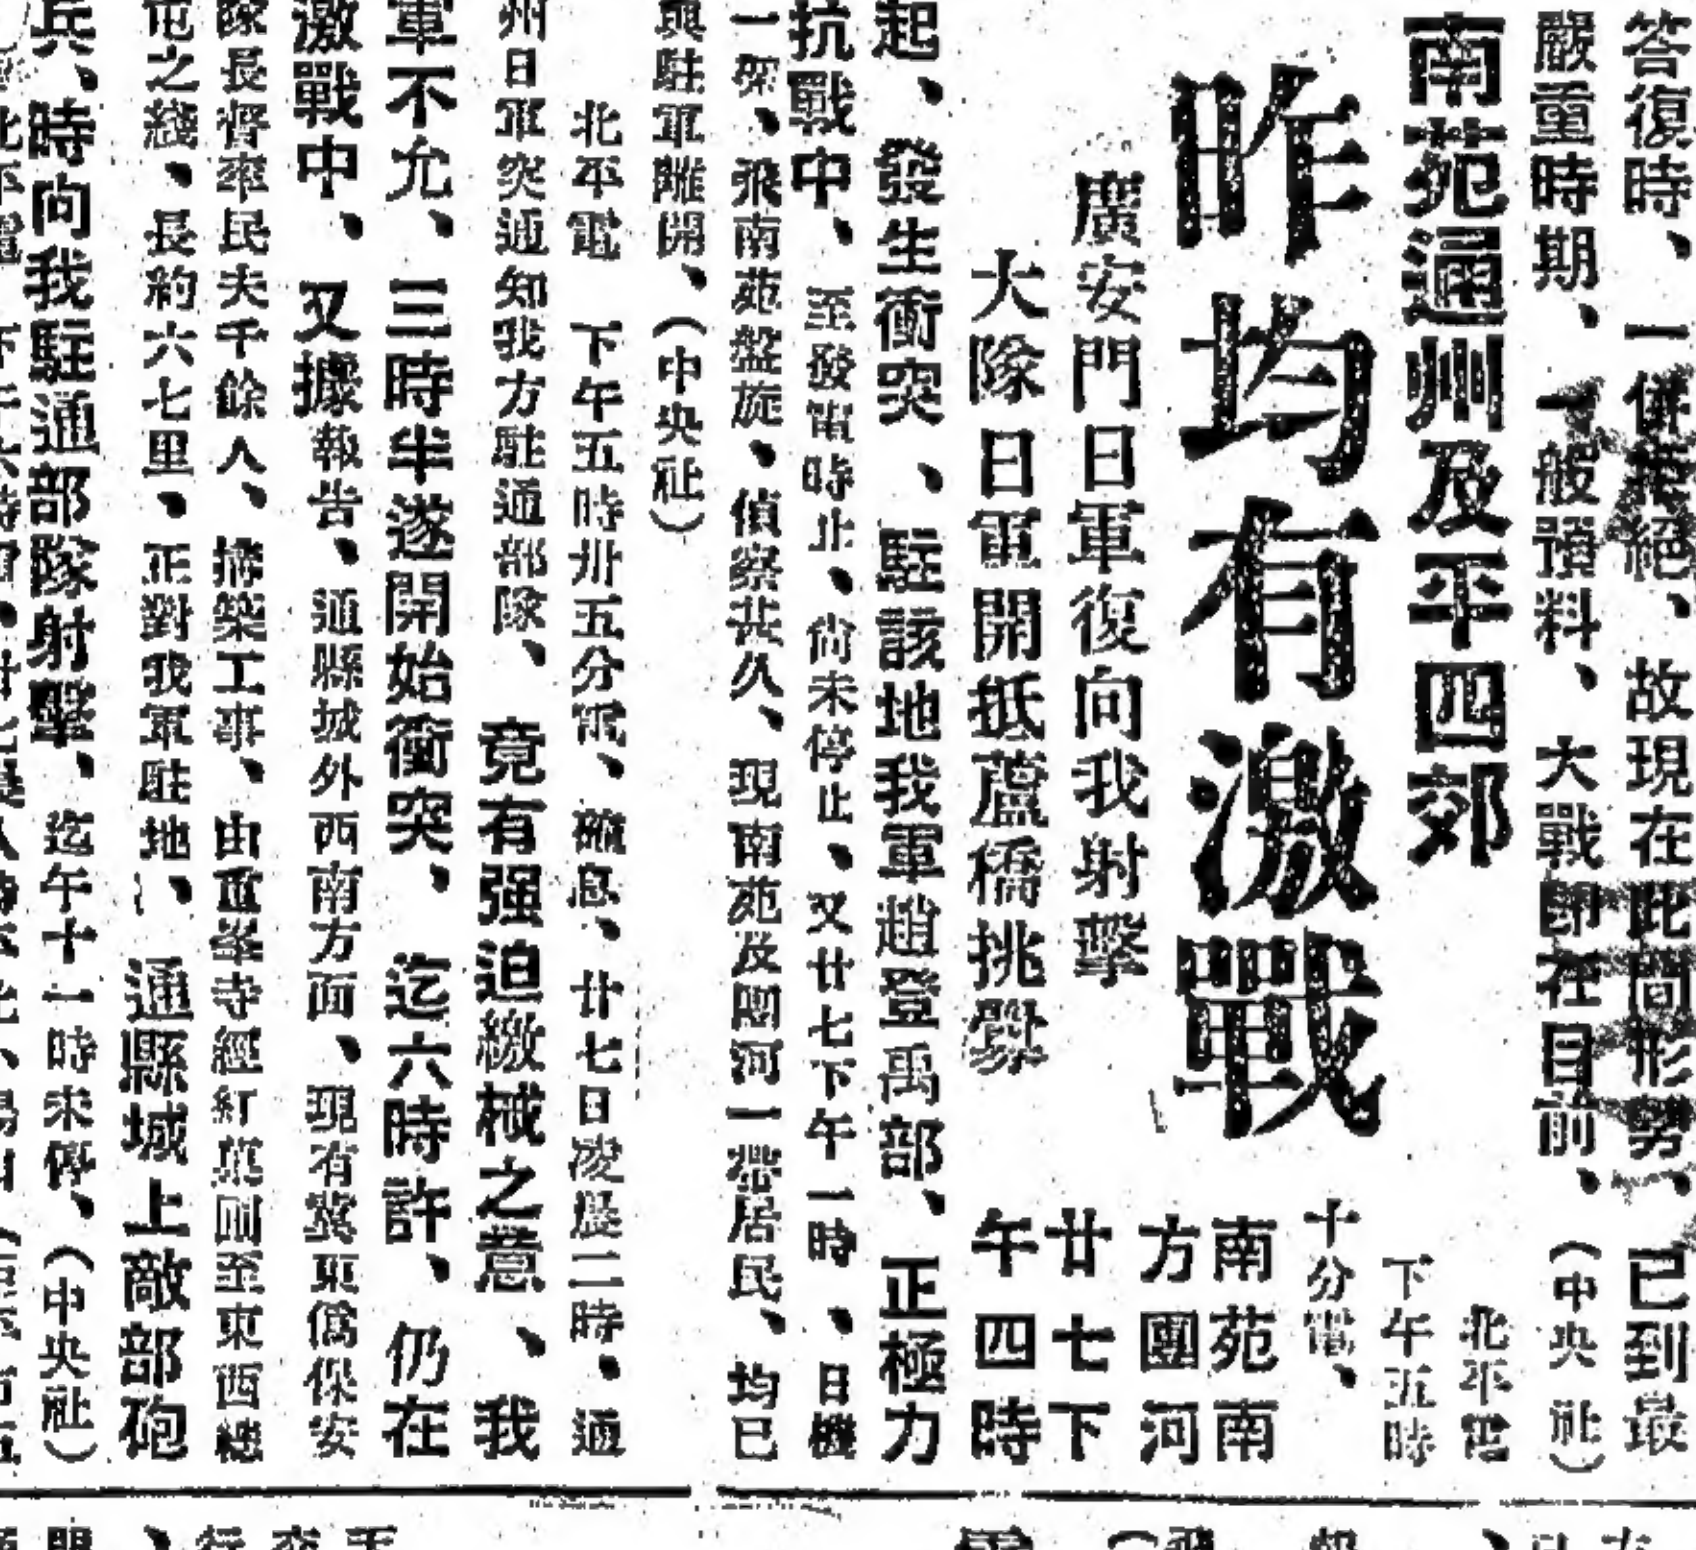 答復時、一併拒絕、故現在此間形勢、已到最
嚴重時期、一般預料、大戰即在目前、（中央社）
南苑通州及平四郊
昨均有激戰
廣安門日軍復向我射擊
大隊日軍開抵蘆橋挑釁
北平電
下午五時
十分電、
南苑南
方團河
廿七下
午四時
起、發生衝突、駐該地我軍趙登禹部、正極力
抗戰中、至發電時止、尚未停止、又廿七下午一時、日機
一架、飛南苑盤旋、偵察甚久、現南苑及團河一帶居民、均已
與駐軍離開、（中央社）
北平電 下午五時卅五分電、確息、廿七日凌晨二時、通
州日軍突通知我方駐通部隊、竟有强迫繳械之意、我
軍不允、三時半遂開始衝突、迄六時許、仍在
激戰中、又據報告、通縣城外西南方面、現有冀東僞保安
隊長督率民夫千餘人、構築工事、由重興寺經紅菓園至東西總
屯之綫、長約六七里、正對我軍駐地、通縣城上敵部砲
兵、時向我駐通部隊射擊、迄午十一時未停、（中央社）